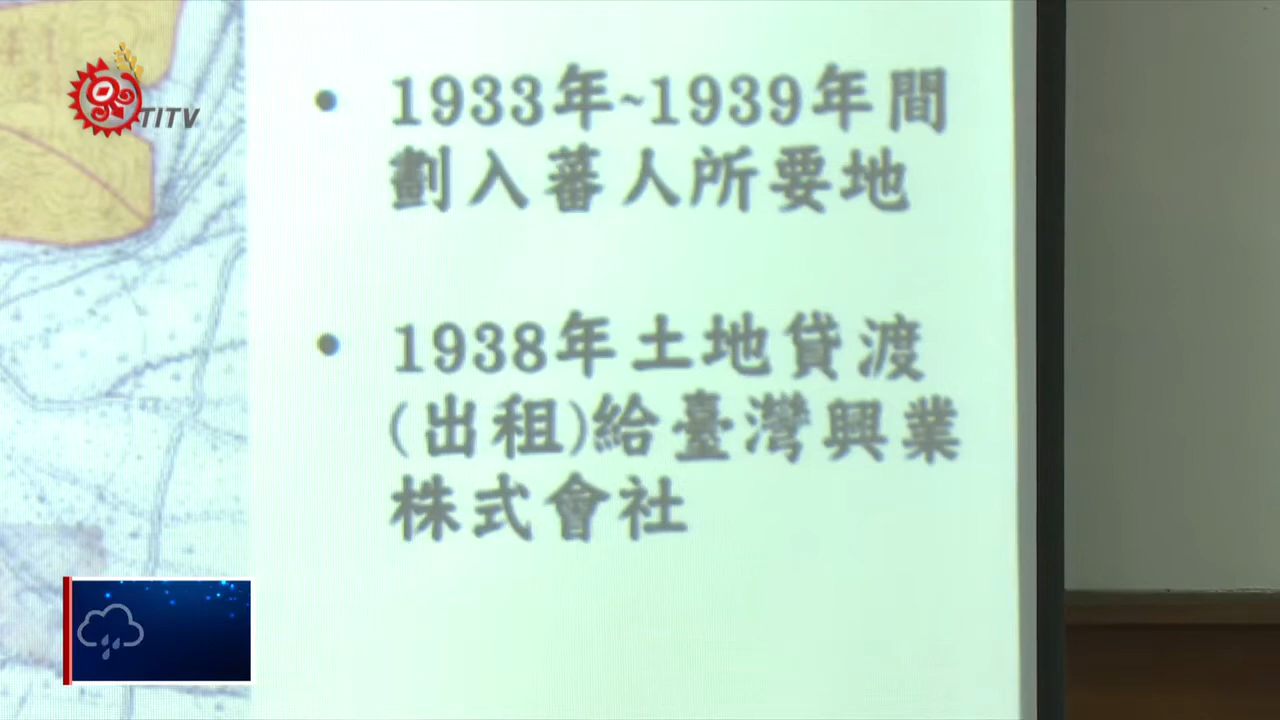 TITV
• 1933年~1939年間
劃入蕃人所要地
• 1938年土地貸渡
(出租)給臺灣興業
株式會社